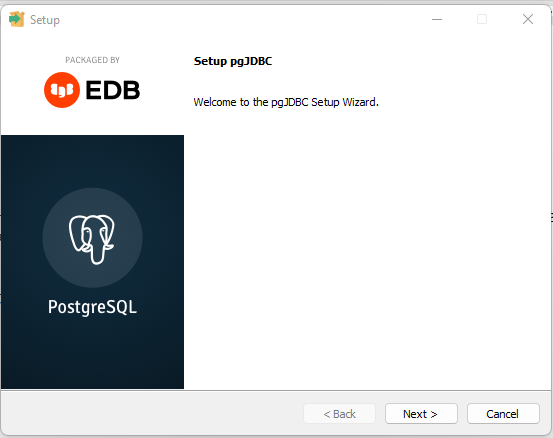 Setup
PACKAGED BY
EDB
Setup pgJDBC
Welcome to the pgJDBC Setup Wizard.
PostgreSQL
< Back
Next >
Cancel